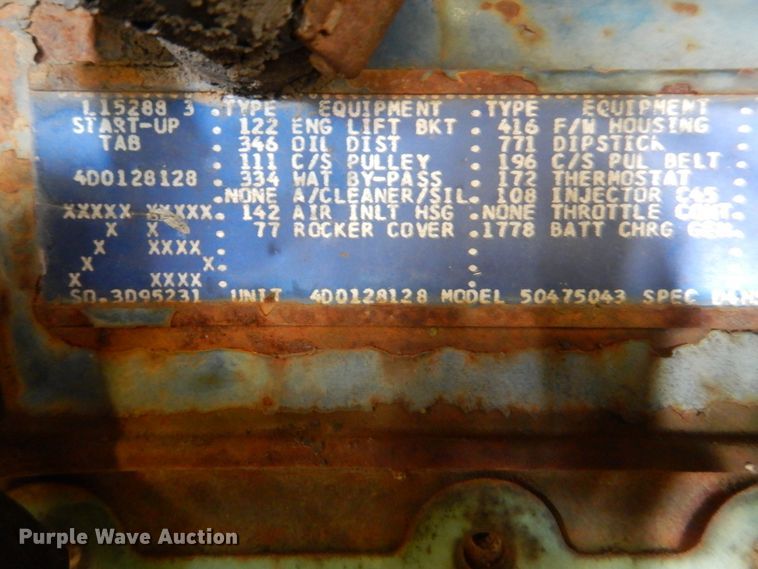 L15288 3 .TYPE EQUIPMENT .TYPE EQUIPMENT
START-UP . 122 ENG LIFT BKT . 416 F/W HOUSING
TAB . 346 OIL DIST . 771 DIPSTICK
. 111 C/S PULLEY . 196 C/S PUL BELT
4D0128128 . 334 WAT BY-PASS . 172 THERMOSTAT
.NONE A/CLEANER/SIL. 108 INJECTOR C45
XXXXX XXXXX. 142 AIR INLT HSG .NONE THROTTLE CONT.
X X . 77 ROCKER COVER .1778 BATT CHRG GEN.
X XXXX . .
X X. .
X XXXX . .
SO.3D95231 UNIT 4D0128128 MODEL 50475043 SPEC
Purple Wave Auction